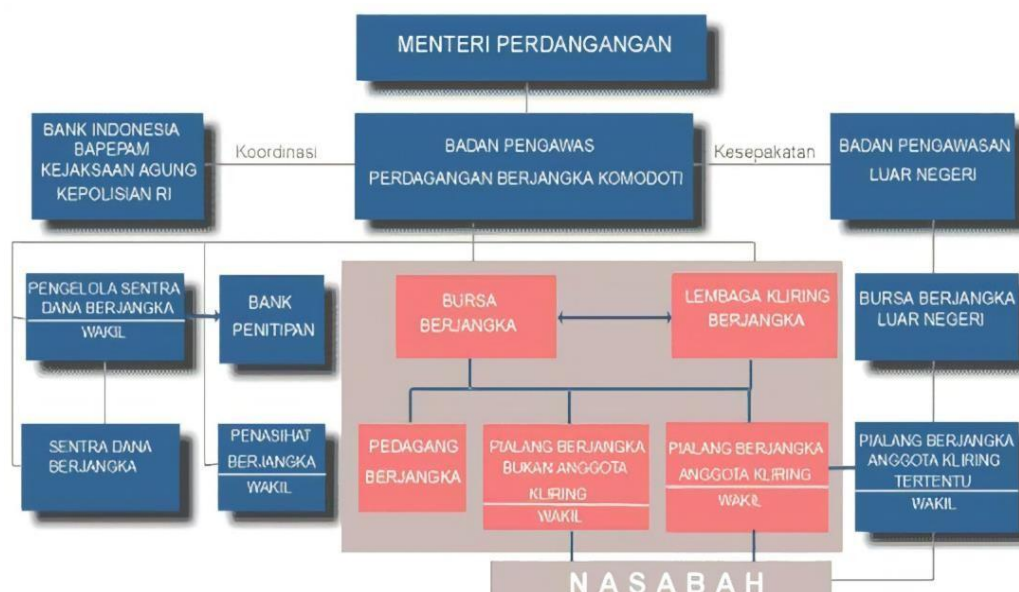 MENTERI PERDANGANGAN
BANK INDONESIA
BAPEPAM
KEJAKSAAN AGUNG
KEPOLISIAN RI
Koordinasi
BADAN PENGAWAS
PERDAGANGAN BERJANGKA KOMODOTI
Kesepakatan
BADAN PENGAWASAN
LUAR NEGERI
PENGELOLA SENTRA
DANA BERJANGKA
WAKIL
BANK
PENITIPAN
BURSA
BERJANGKA
LEMBAGA KLIRING
BERJANGKA
BURSA BERJANGKA
LUAR NEGERI
SENTRA DANA
BERJANGKA
PENASIHAT
BERJANGKA
WAKIL
PEDAGANG
BERJANGKA
PIALANG BERJANGKA
BUKAN ANGGOTA
KLIRING
WAKIL
PIALANG BERJANGKA
ANGGOTA KLIRING
WAKIL
PIALANG BERJANGKA
ANGGOTA KLIRING
TERTENTU
WAKIL
NASABAH